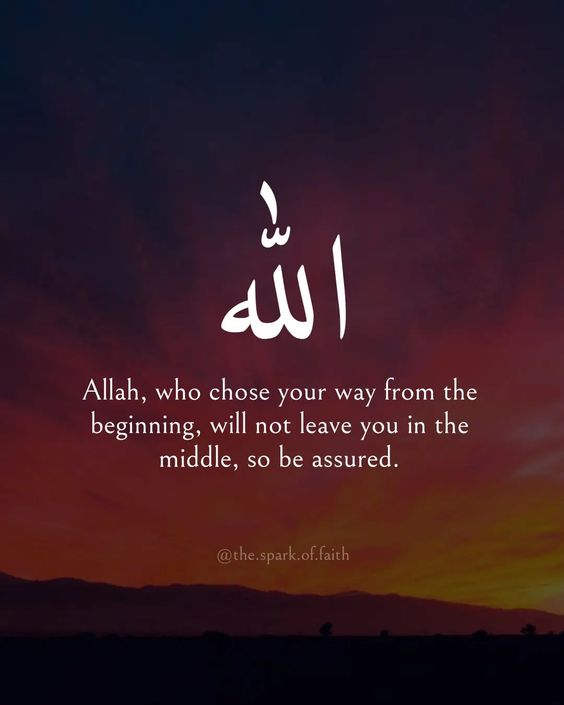 الله
Allah, who chose your way from the
beginning, will not leave you in the
middle, so be assured.
@the.spark.of.faith